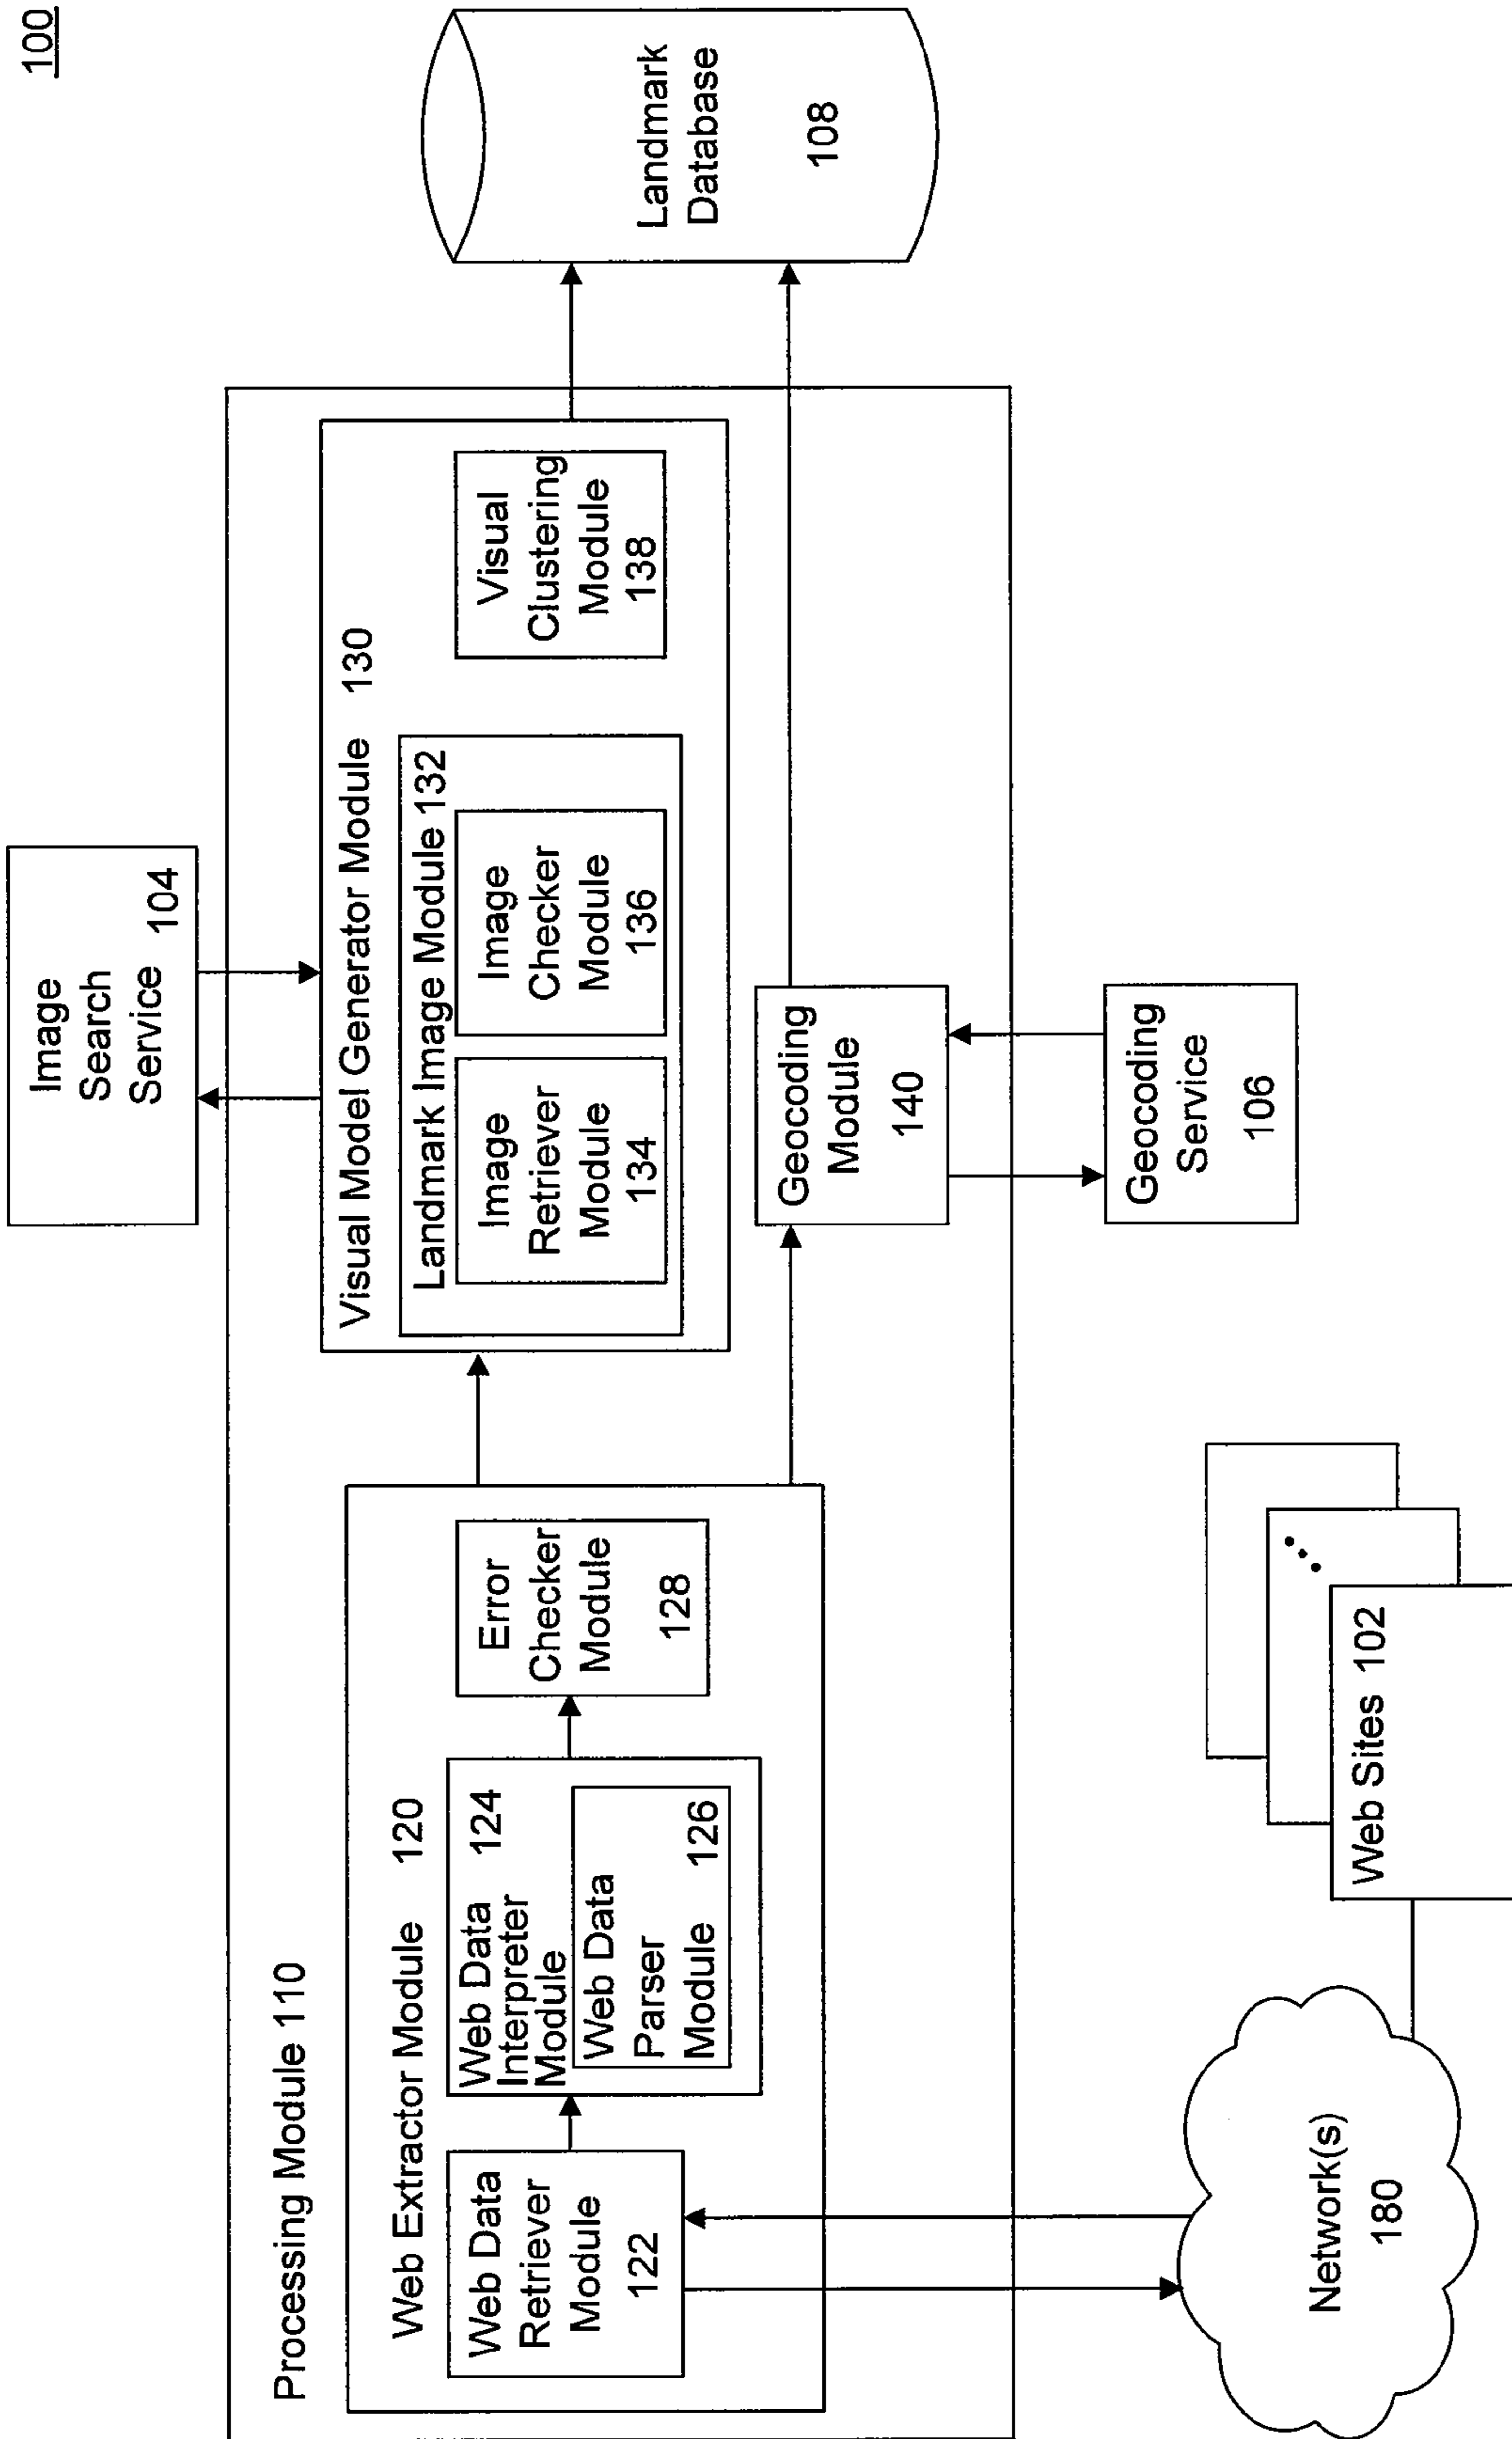 100
Image
Search
Service 104
Processing Module 110
Web Extractor Module 120
Web Data
Retriever
Module
122
Web Data 124
Interpreter
Module
Web Data
Parser
Module 126
Error
Checker
Module
128
Visual Model Generator Module 130
Landmark Image Module 132
Image
Retriever
Module
134
Image
Checker
Module
136
Visual
Clustering
Module
138
Landmark
Database
108
Geocoding
Module
140
Geocoding
Service
106
Network(s)
180
Web Sites 102